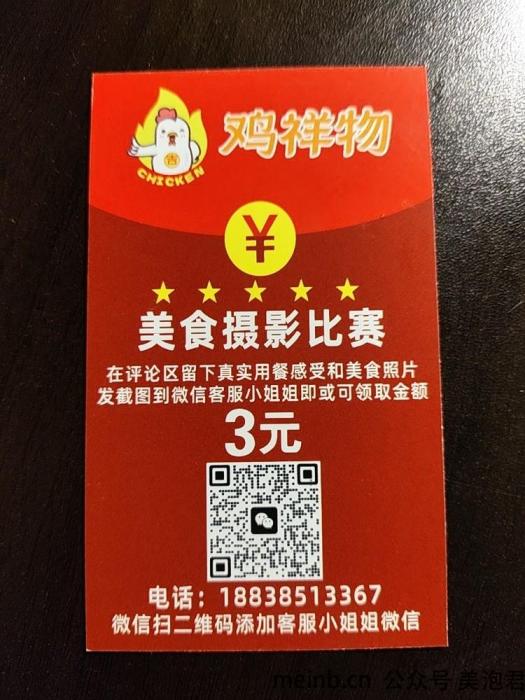 CHICKEN
鸡祥物
¥
美食摄影比赛
在评论区留下真实用餐感受和美食照片
发截图到微信客服小姐姐即或可领取金额
3元
电话：18838513367
微信扫二维码添加客服小姐姐微信
meinb.cn 公众号 美泡君